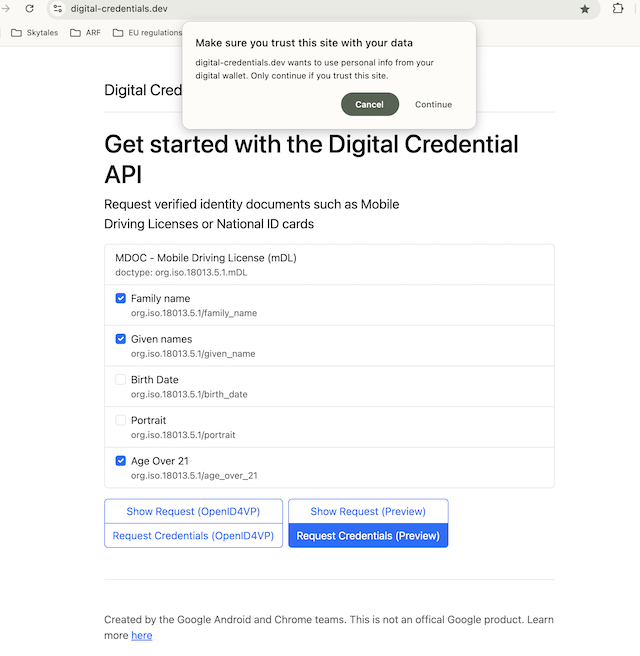 digital-credentials.dev
Skytales
ARF
EU regulations
Make sure you trust this site with your data
digital-credentials.dev wants to use personal info from your
digital wallet. Only continue if you trust this site.
Cancel
Continue
Digital Cred
Get started with the Digital Credential
API
Request verified identity documents such as Mobile
Driving Licenses or National ID cards
MDOC - Mobile Driving License (mDL)
doctype: org.iso.18013.5.1.mDL
Family name
org.iso.18013.5.1/family_name
Given names
org.iso.18013.5.1/given_name
Birth Date
org.iso.18013.5.1/birth_date
Portrait
org.iso.18013.5.1/portrait
Age Over 21
org.iso.18013.5.1/age_over_21
Show Request (OpenID4VP)
Show Request (Preview)
Request Credentials (OpenID4VP)
Request Credentials (Preview)
Created by the Google Android and Chrome teams. This is not an offical Google product. Learn
more here